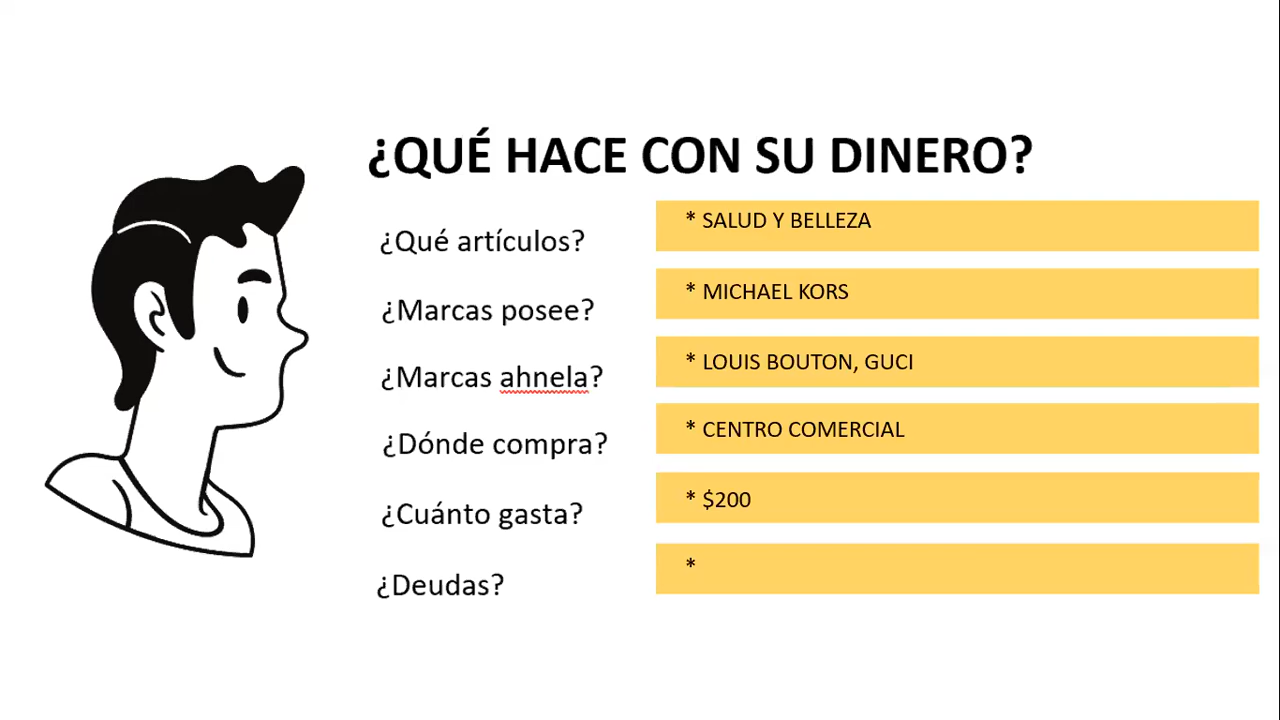 ¿QUÉ HACE CON SU DINERO?
¿Qué artículos? * SALUD Y BELLEZA
¿Marcas posee? * MICHAEL KORS
¿Marcas ahnela? * LOUIS BOUTON, GUCI
¿Dónde compra? * CENTRO COMERCIAL
¿Cuánto gasta? * $200
¿Deudas? *